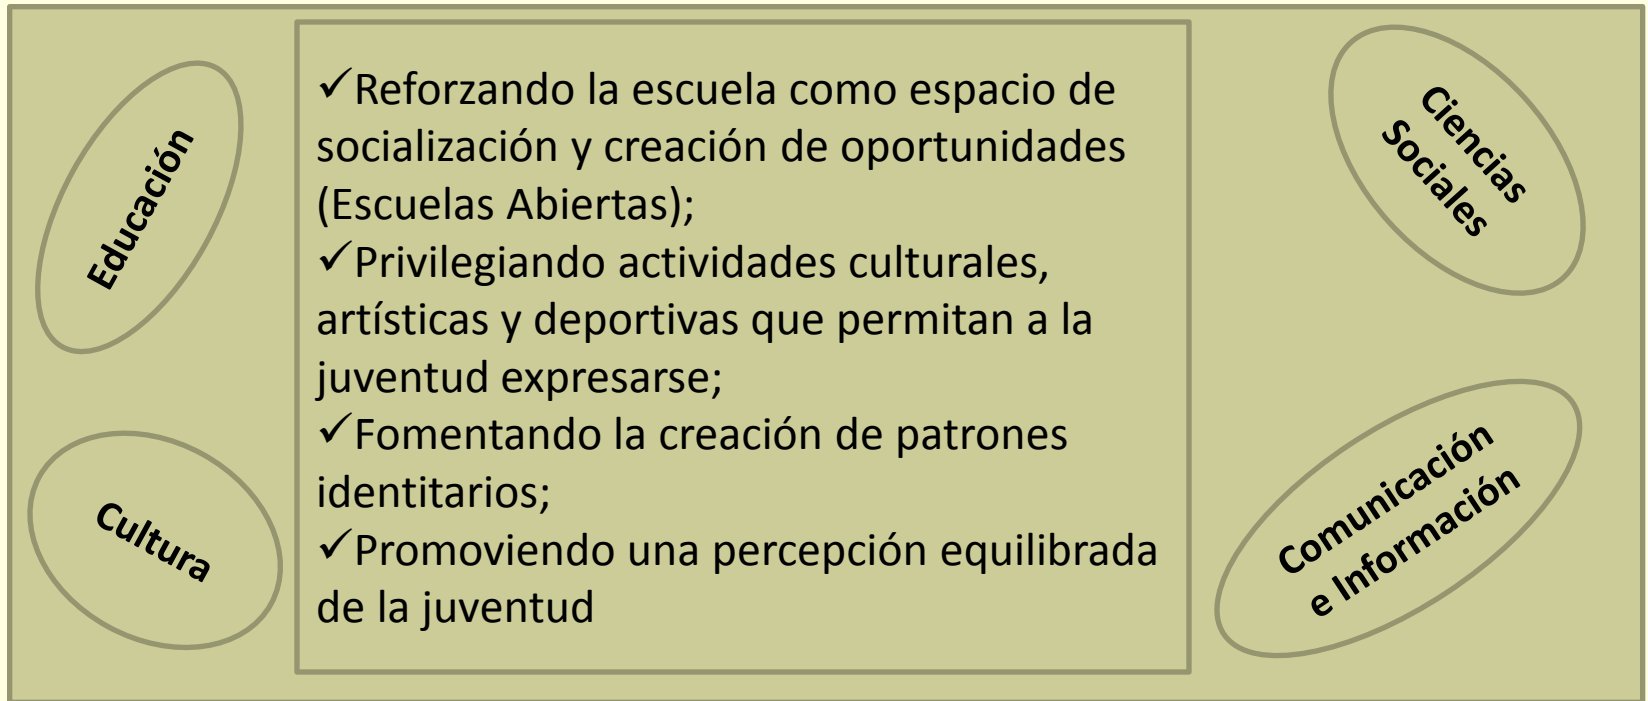 Educación
Cultura
✓Reforzando la escuela como espacio de
socialización y creación de oportunidades
(Escuelas Abiertas);
✓Privilegiando actividades culturales,
artísticas y deportivas que permitan a la
juventud expresarse;
✓Fomentando la creación de patrones
identitarios;
✓Promoviendo una percepción equilibrada
de la juventud
Ciencias
Sociales
Comunicación
e Información